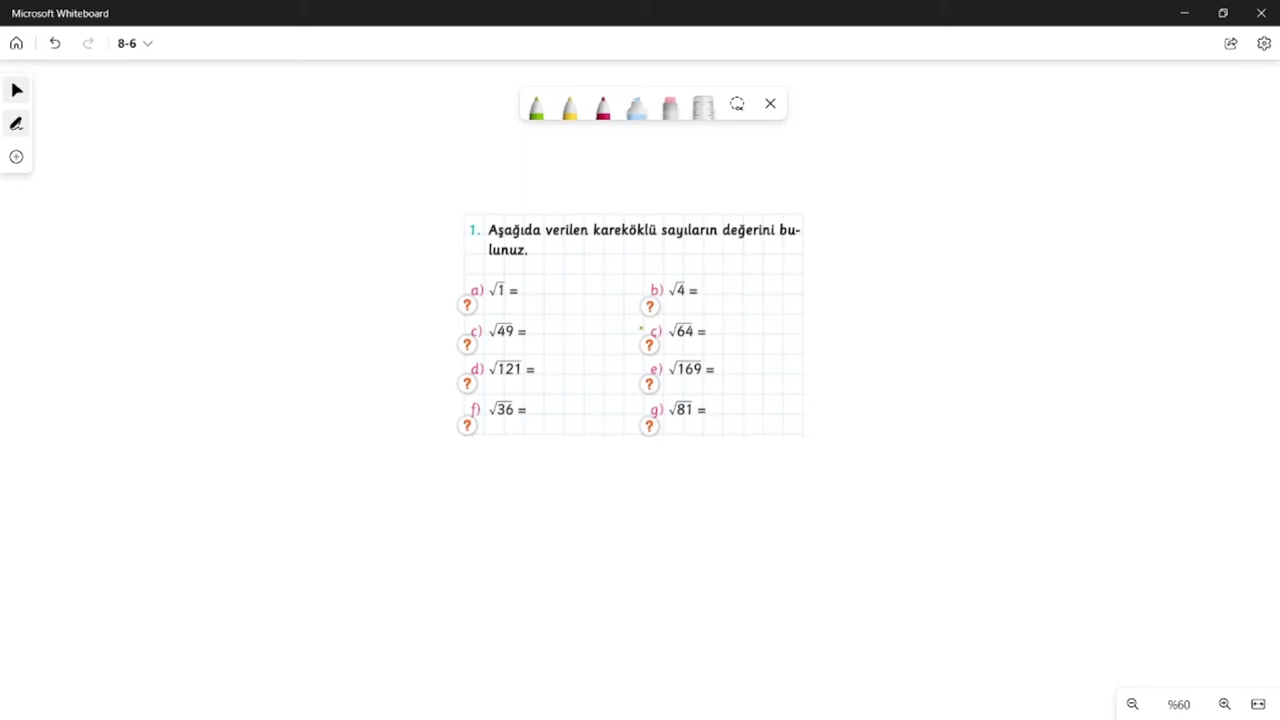 Microsoft Whiteboard
8-6
1. Aşağıda verilen kareköklü sayıların değerini bu-
lunuz.
a) √1 =
b) √4 =
?
?
c) √49 =
ç) √64 =
?
?
d) √121 =
e) √169 =
?
?
f) √36 =
g) √81 =
?
?
%60